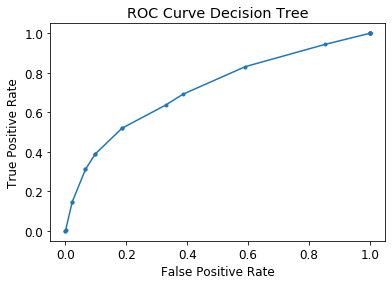 ROC Curve Decision Tree
1.0
0.8
0.6
0.4
0.2
0.0
True Positive Rate
0.0 0.2 0.4 0.6 0.8 1.0
False Positive Rate